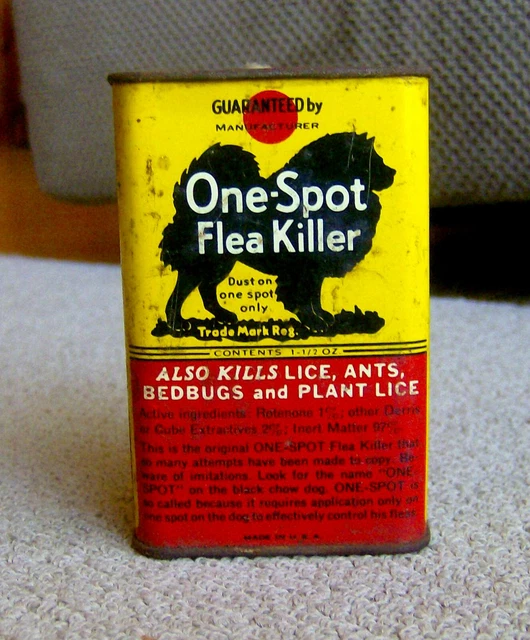 GUARANTEED by
MANUFACTURER
One-Spot
Flea Killer
Dust on
one spot
only
Trade Mark Reg.
CONTENTS 1-1/2 OZ.
ALSO KILLS LICE, ANTS,
BEDBUGS and PLANT LICE
Active ingredients: Rotenone 1%; other Derris
or Cube Extractives 2%; Inert Matter 97%
This is the original ONE-SPOT Flea Killer that
so many attempts have been made to copy. Be-
ware of imitations. Look for the name "ONE-
SPOT" on the black chow dog. ONE-SPOT is
so called because it requires application only on
one spot on the dog to effectively control his fleas.
MADE IN U.S.A.